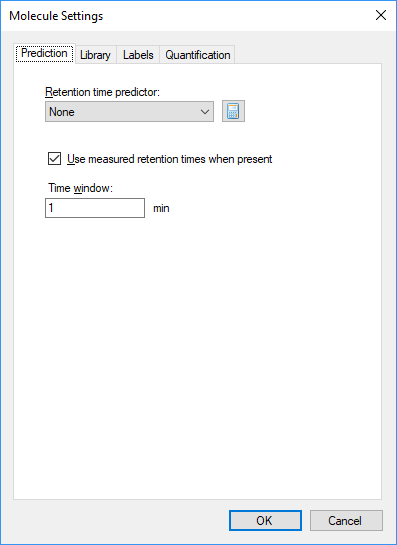 Molecule Settings
Prediction Library Labels Quantification
Retention time predictor:
None
Use measured retention times when present
Time window:
1 min
OK Cancel